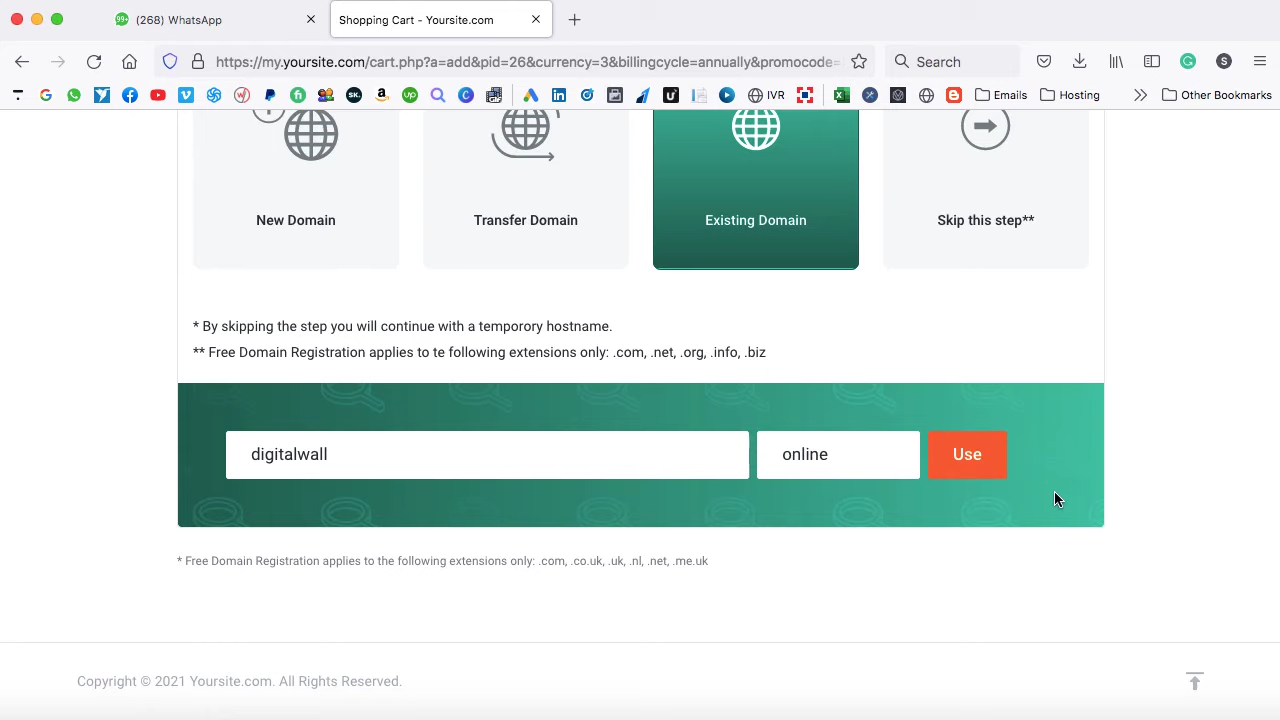 (268) WhatsApp
Shopping Cart - Yoursite.com
https://my.yoursite.com/cart.php?a=add&pid=26&currency=3&billingcycle=annually&promocode=
Search
S
IVR
Emails
Hosting
Other Bookmarks
New Domain
Transfer Domain
Existing Domain
Skip this step**
* By skipping the step you will continue with a temporory hostname.
** Free Domain Registration applies to te following extensions only: .com, .net, .org, .info, .biz
digitalwall
online
Use
* Free Domain Registration applies to the following extensions only: .com, .co.uk, .uk, .nl, .net, .me.uk
Copyright © 2021 Yoursite.com. All Rights Reserved.